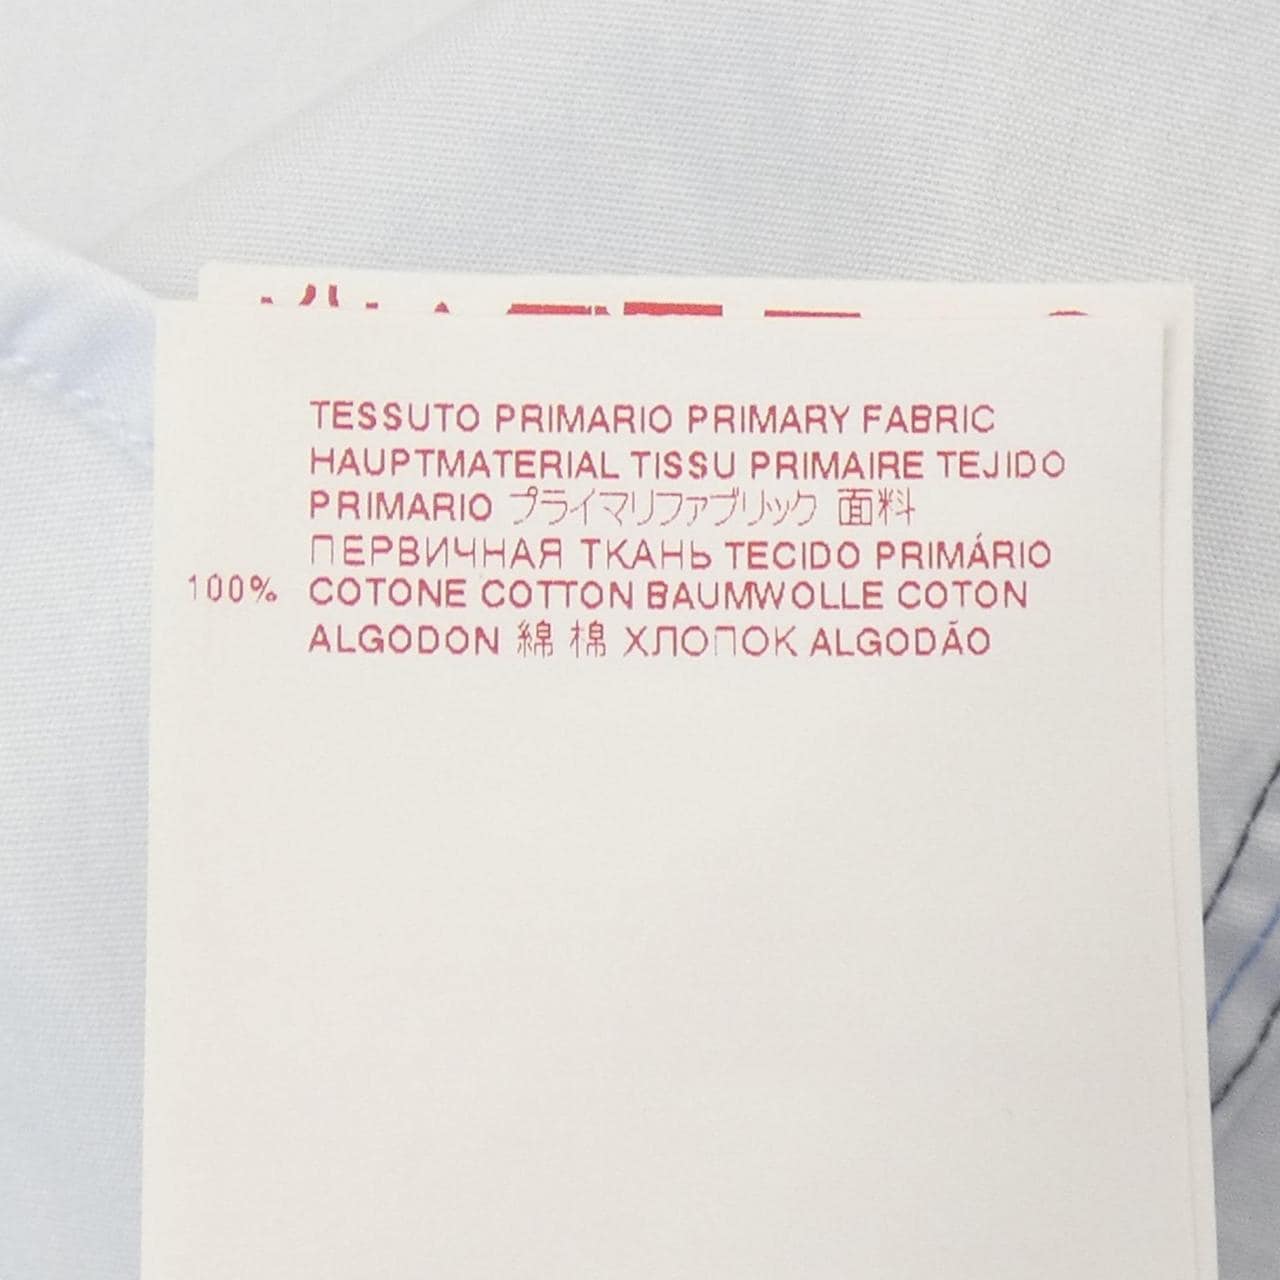 TESSUTO PRIMARIO PRIMARY FABRIC
HAUPTMATERIAL TISSU PRIMAIRE TEJIDO
PRIMARIO プライマリファブリック 面料
ПЕРВИЧНАЯ ТКАНЬ TECIDO PRIMÁRIO
100% COTONE COTTON BAUMWOLLE COTON
ALGODON 綿 棉 ХЛОПОК ALGODÃO